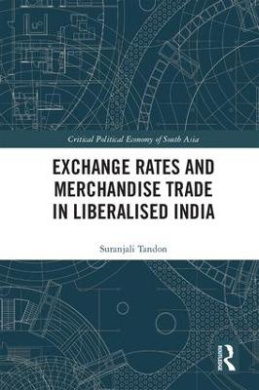 Critical Political Economy of South Asia
EXCHANGE RATES AND
MERCHANDISE TRADE
IN LIBERALISED INDIA
Suranjali Tandon
ROUTLEDGE